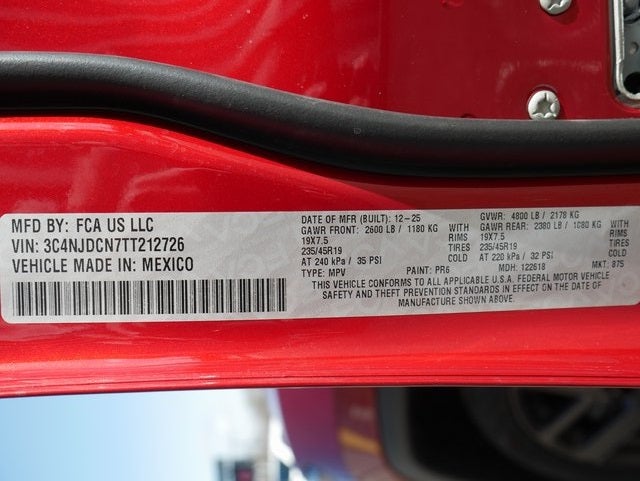 MFD BY: FCA US LLC
VIN: 3C4NJDCN7TT212726
VEHICLE MADE IN: MEXICO
DATE OF MFR (BUILT): 12-25 GVWR: 4800 LB / 2178 KG
GAWR FRONT: 2600 LB / 1180 KG WITH GAWR REAR: 2380 LB / 1080 KG WITH
19X7.5 RIMS 19X7.5 RIMS
235/45R19 TIRES 235/45R19 TIRES
AT 240 kPa / 35 PSI COLD AT 220 kPa / 32 PSI COLD
TYPE: MPV PAINT: PR6 MDH: 122618 MKT: 875
THIS VEHICLE CONFORMS TO ALL APPLICABLE U.S.A. FEDERAL MOTOR VEHICLE
SAFETY AND THEFT PREVENTION STANDARDS IN EFFECT ON THE DATE OF
MANUFACTURE SHOWN ABOVE.